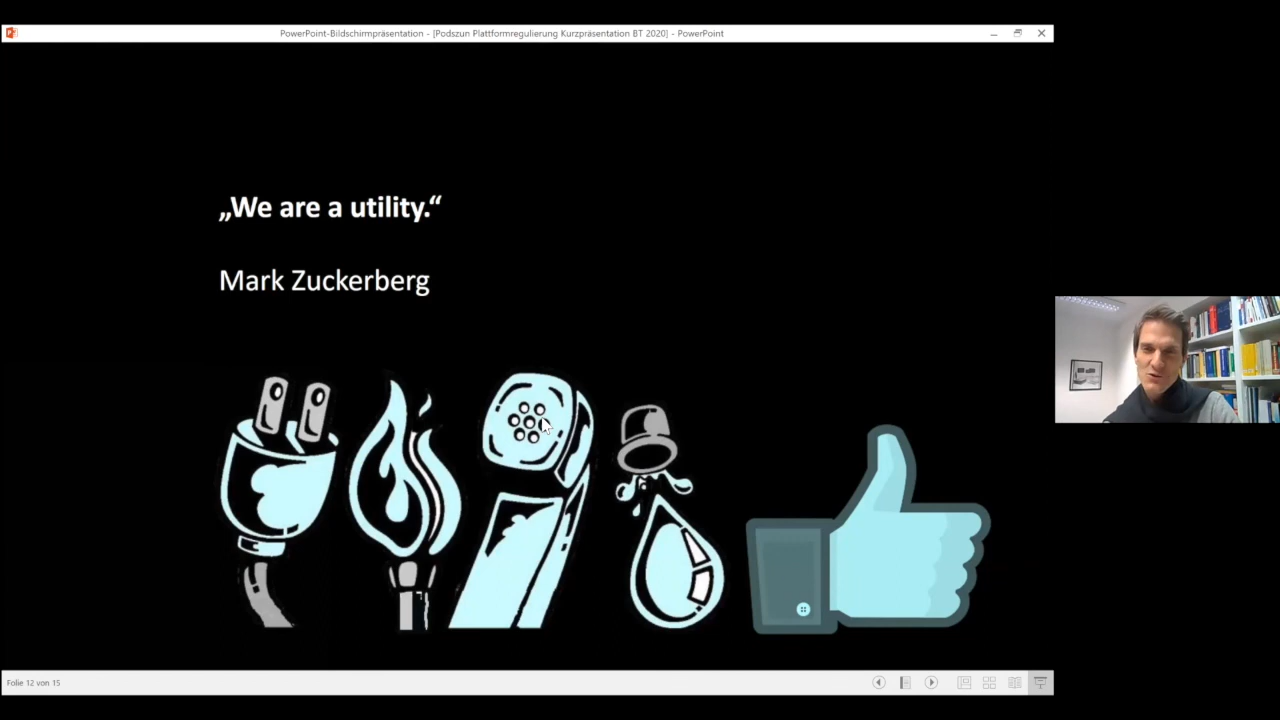 PowerPoint-Bildschirmpräsentation - [Podszun Plattformregulierung Kurzpräsentation BT 2020] - PowerPoint
„We are a utility.“
Mark Zuckerberg
Folie 12 von 15